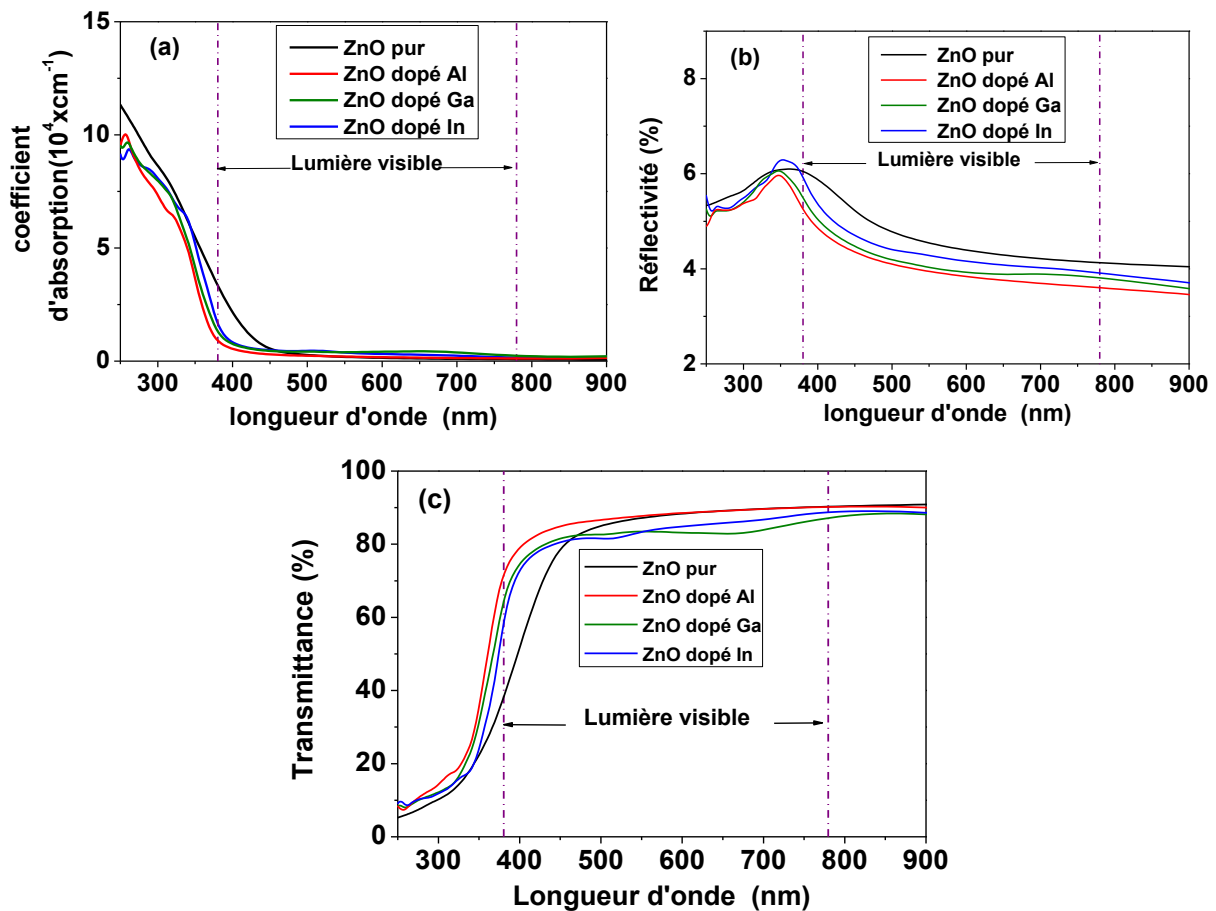 (a)
ZnO pur
ZnO dopé Al
ZnO dopé Ga
ZnO dopé In
Lumière visible
15
10
5
0
300 400 500 600 700 800 900
coefficient
d'absorption(10⁴xcm⁻¹)
longueur d'onde (nm)
(b)
ZnO pur
ZnO dopé Al
ZnO dopé Ga
ZnO dopé In
Lumière visible
8
6
4
2
300 400 500 600 700 800 900
Réflectivité (%)
longueur d'onde (nm)
(c)
ZnO pur
ZnO dopé Al
ZnO dopé Ga
ZnO dopé In
Lumière visible
100
80
60
40
20
0
300 400 500 600 700 800 900
Transmittance (%)
Longueur d'onde (nm)